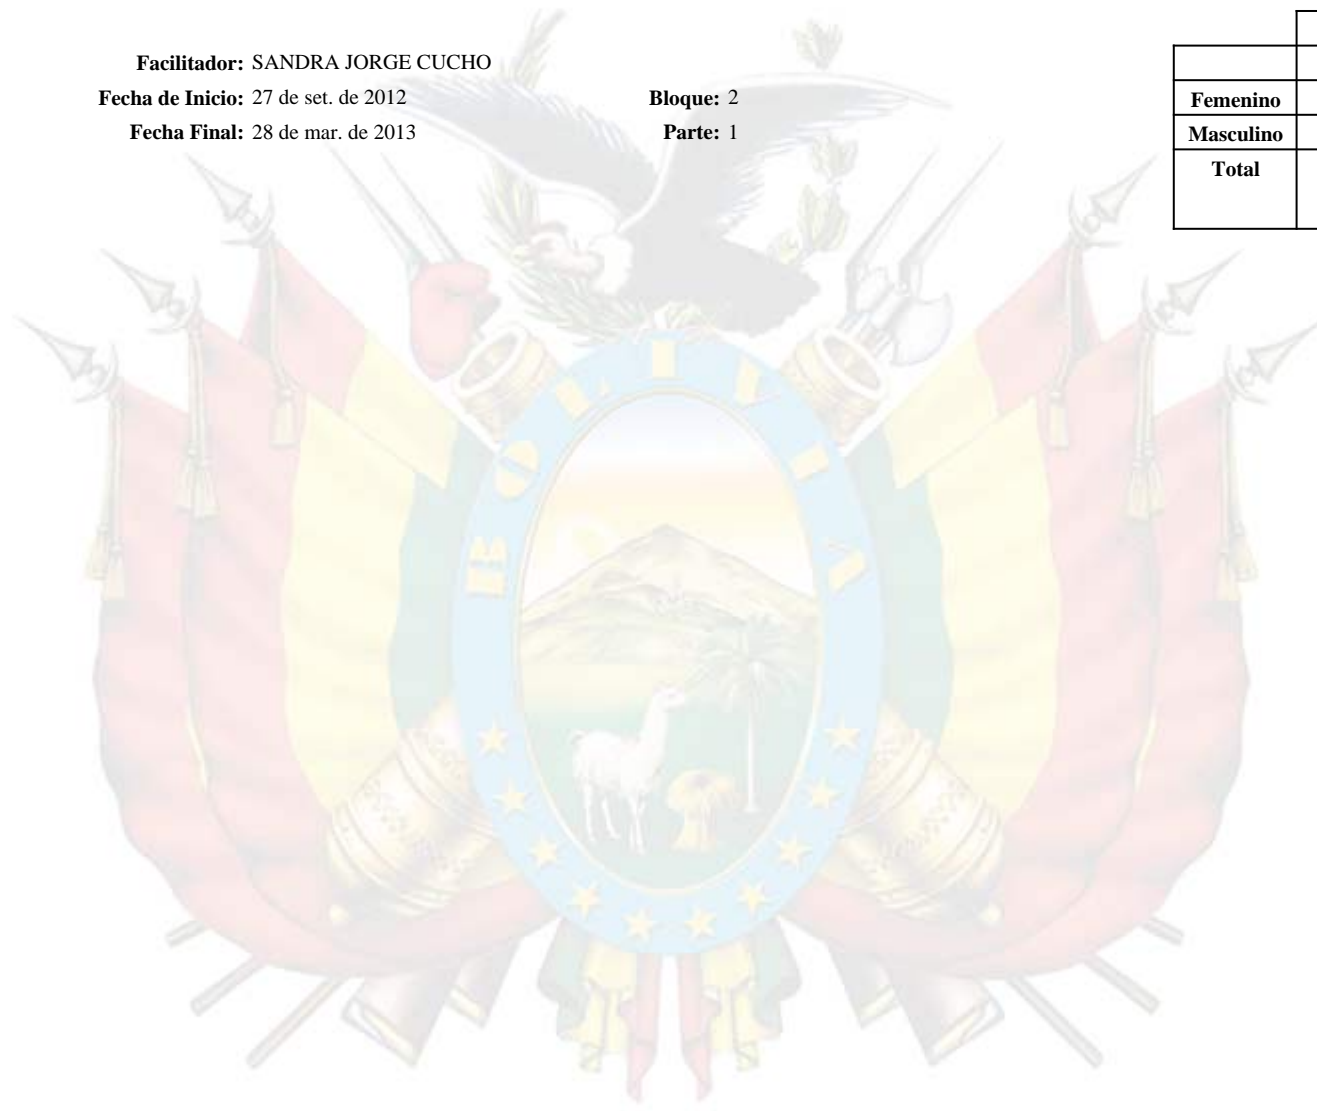 Facilitador: SANDRA JORGE CUCHO
Fecha de Inicio: 27 de set. de 2012 Bloque: 2
Fecha Final: 28 de mar. de 2013 Parte: 1
Femenino
Masculino
Total
BOLIVIA